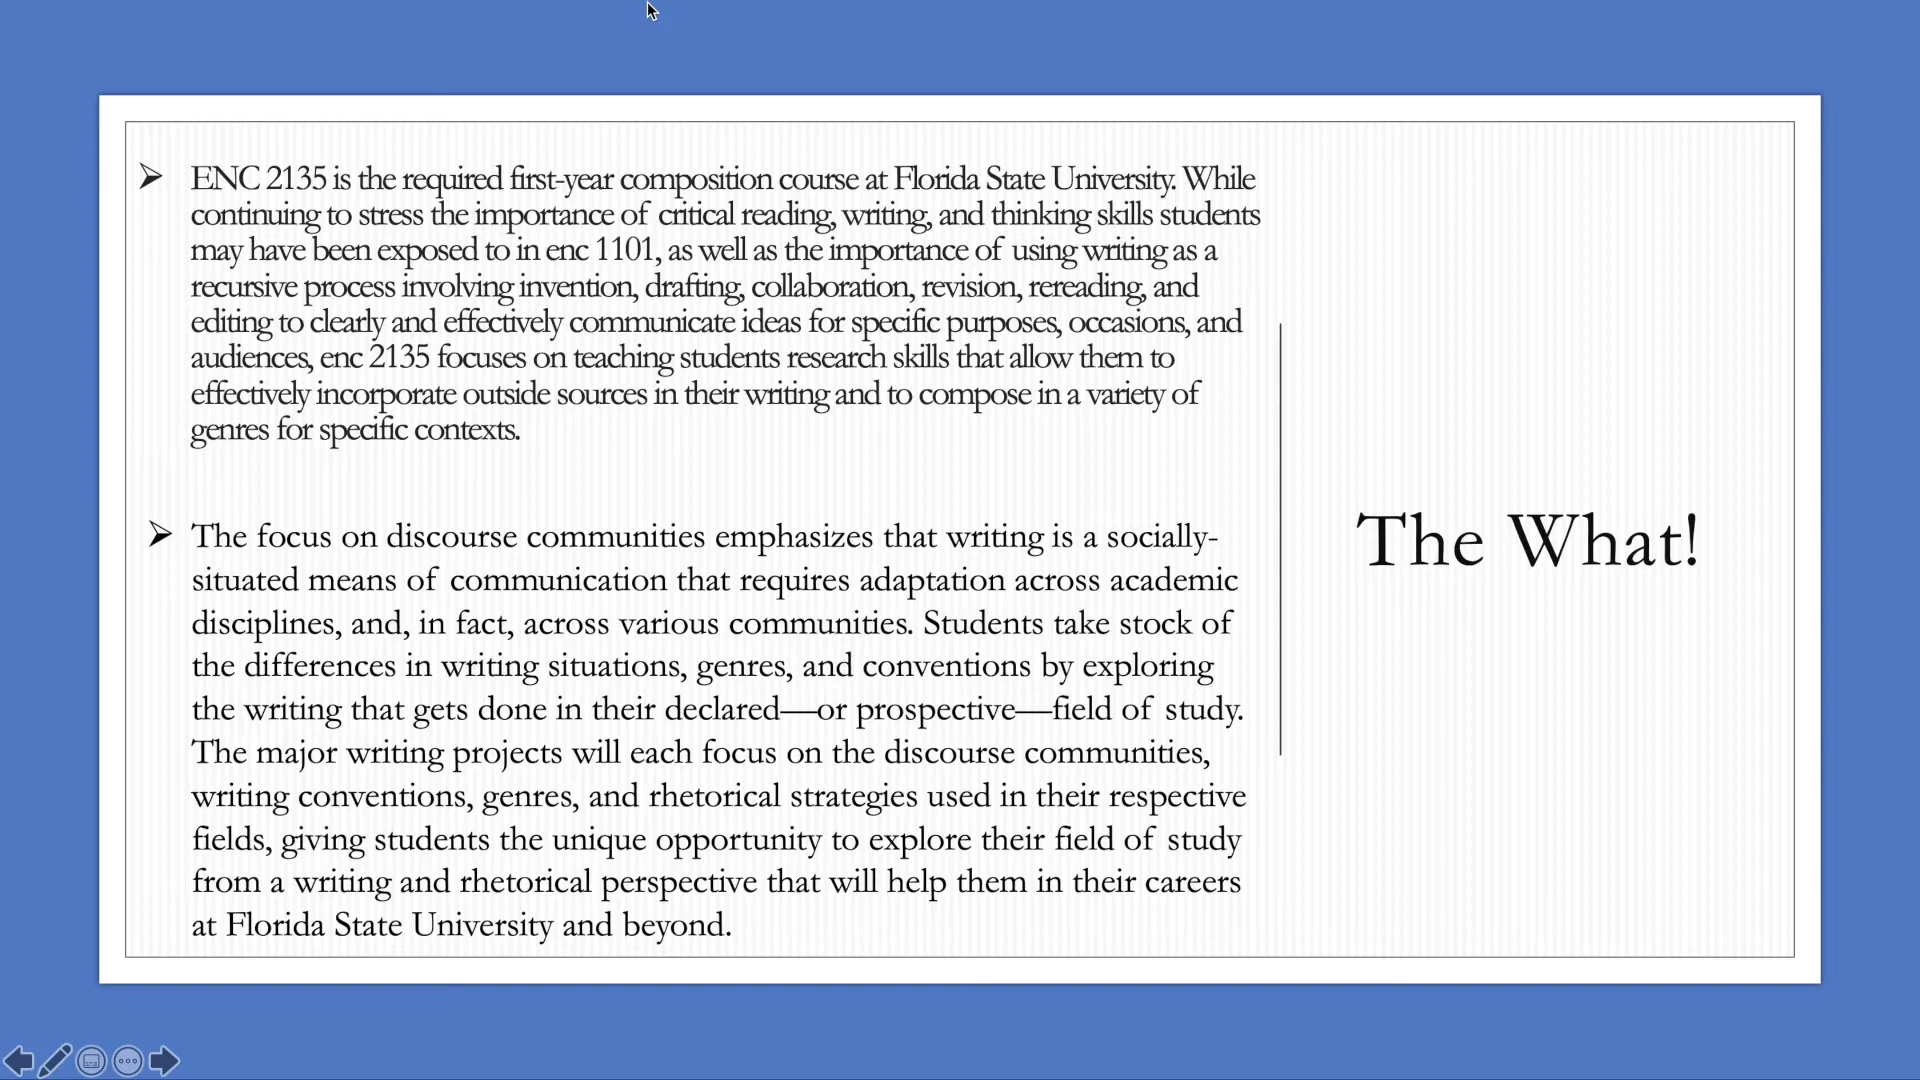 ENC 2135 is the required first-year composition course at Florida State University. While
continuing to stress the importance of critical reading, writing, and thinking skills students
may have been exposed to in enc 1101, as well as the importance of using writing as a
recursive process involving invention, drafting, collaboration, revision, rereading, and
editing to clearly and effectively communicate ideas for specific purposes, occasions, and
audiences, enc 2135 focuses on teaching students research skills that allow them to
effectively incorporate outside sources in their writing and to compose in a variety of
genres for specific contexts.
The focus on discourse communities emphasizes that writing is a socially-
situated means of communication that requires adaptation across academic
disciplines, and, in fact, across various communities. Students take stock of
the differences in writing situations, genres, and conventions by exploring
the writing that gets done in their declared—or prospective—field of study.
The major writing projects will each focus on the discourse communities,
writing conventions, genres, and rhetorical strategies used in their respective
fields, giving students the unique opportunity to explore their field of study
from a writing and rhetorical perspective that will help them in their careers
at Florida State University and beyond.
The What!